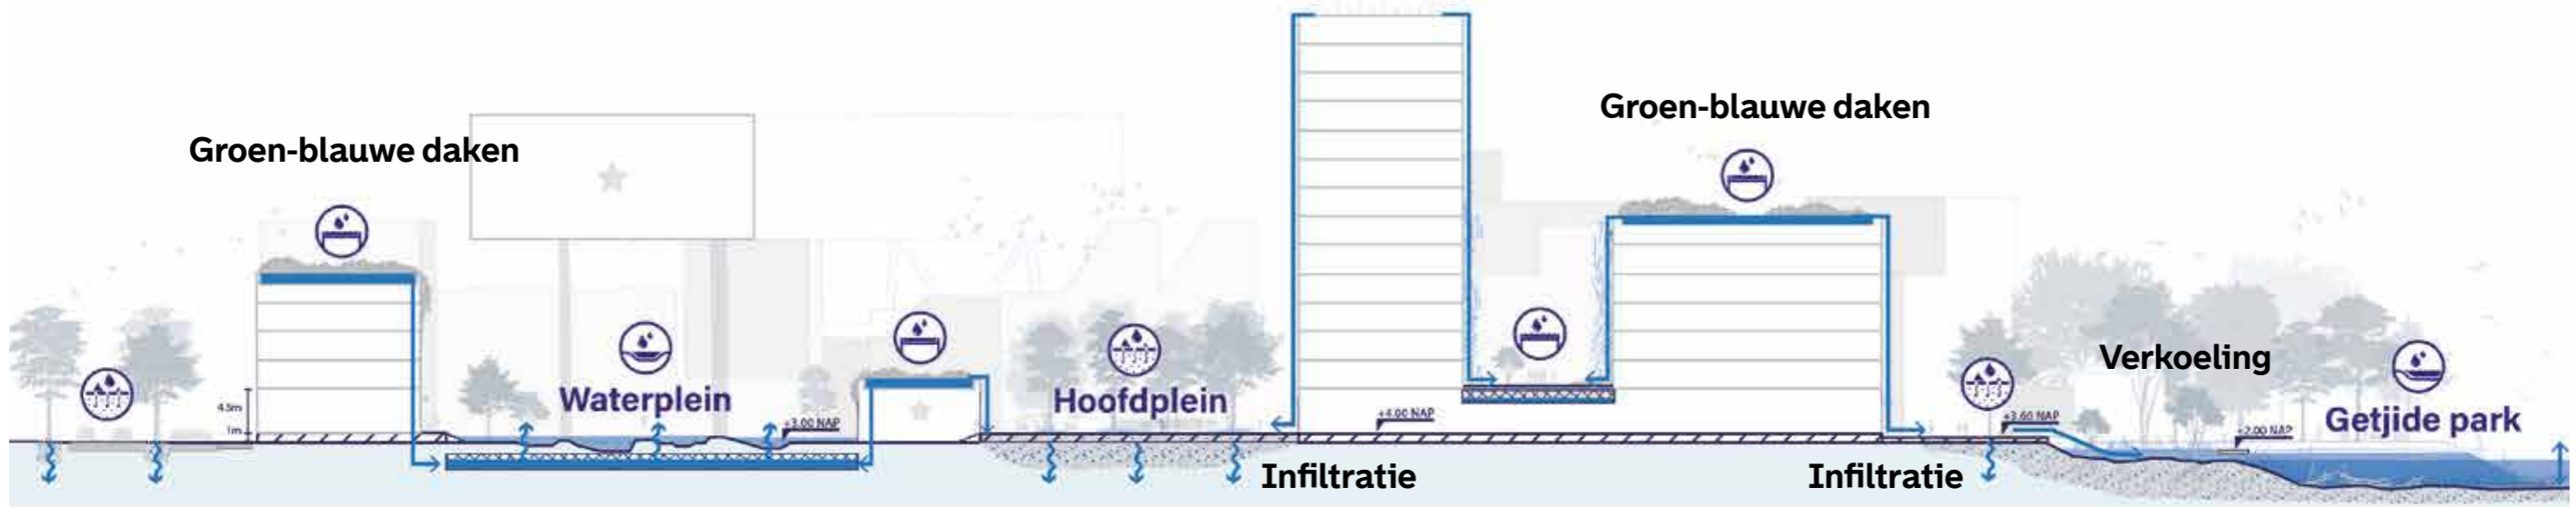 Groen-blauwe daken
Groen-blauwe daken
Waterplein
Hoofdplein
Verkoeling
Getjide park
4.5m
1m
+3.00 NAP
+4.00 NAP
+3.60 NAP
+2.00 NAP
Infiltratie
Infiltratie